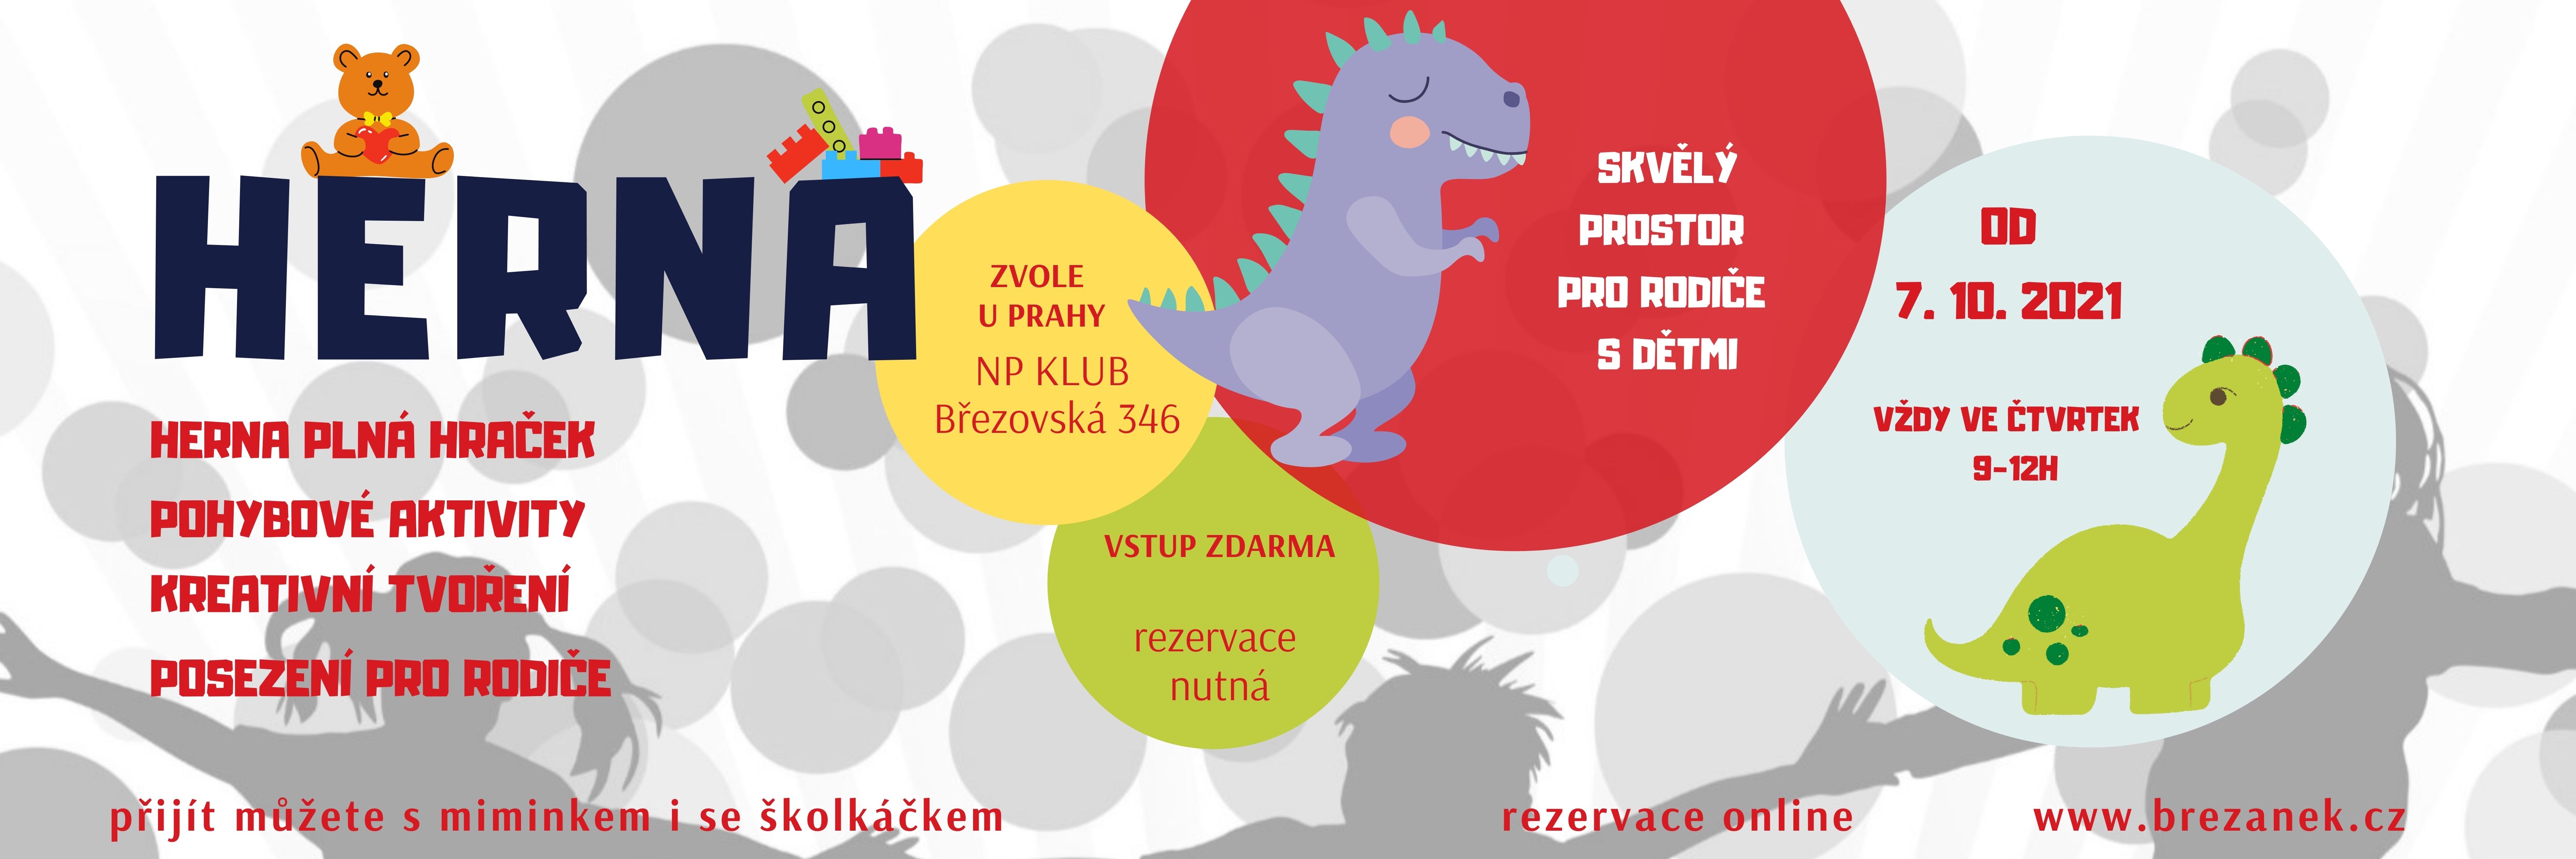 HERNA
HERNA PLNÁ HRAČEK
POHYBOVÉ AKTIVITY
KREATIVNÍ TVOŘENÍ
POSEZENÍ PRO RODIČE
ZVOLE
U PRAHY
NP KLUB
Březovská 346
VSTUP ZDARMA
rezervace
nutná
SKVĚLÝ
PROSTOR
PRO RODIČE
S DĚTMI
OD
7. 10. 2021
VŽDY VE ČTVRTEK
9-12H
přijít můžete s miminkem i se školkáčkem
rezervace online
www.brezanek.cz